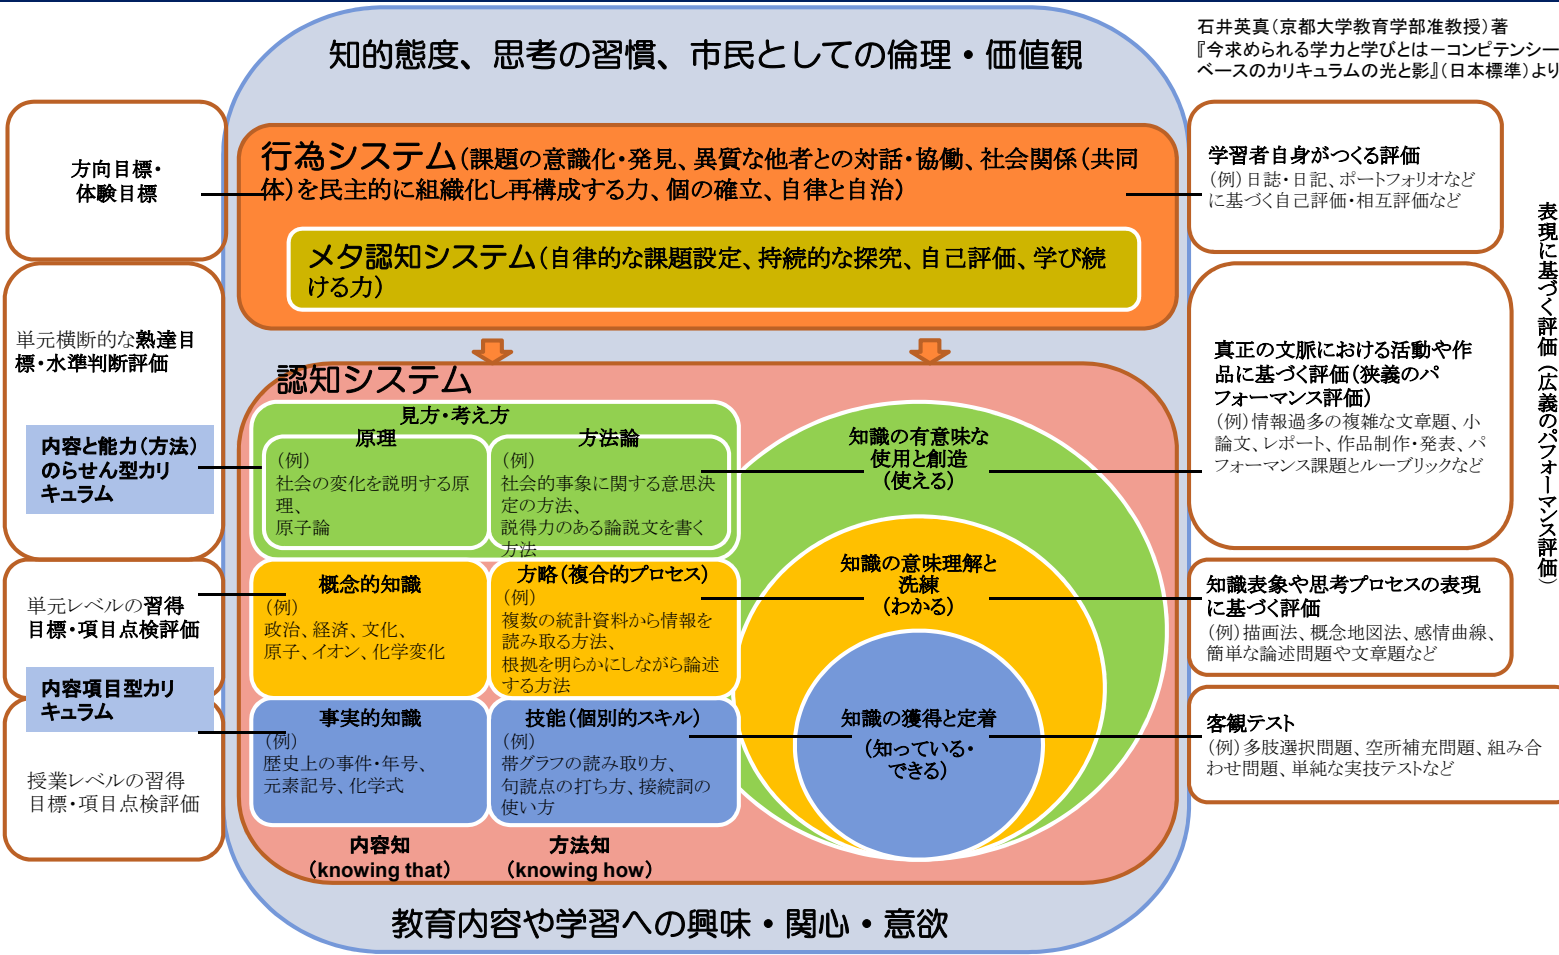 石井英真（京都大学教育学部准教授）著
『今求められる学力と学びとは－コンピテンシー
ベースのカリキュラムの光と影』（日本標準）より
知的態度、思考の習慣、市民としての倫理・価値観
方向目標・
体験目標
行為システム（課題の意識化・発見、異質な他者との対話・協働、社会関係（共同
体）を民主的に組織化し再構成する力、個の確立、自律と自治）
メタ認知システム（自律的な課題設定、持続的な探究、自己評価、学び続
ける力）
学習者自身がつくる評価
（例）日誌・日記、ポートフォリオなど
に基づく自己評価・相互評価など
表現に基づく評価（広義のパフォーマンス評価）
単元横断的な熟達目
標・水準判断評価
内容と能力（方法）
のらせん型カリ
キュラム
認知システム
見方・考え方
原理
（例）
社会の変化を説明する原
理、
原子論
方法論
（例）
社会的事象に関する意思決
定の方法、
説得力のある論説文を書く
方法
知識の有意味な
使用と創造
（使える）
真正の文脈における活動や作
品に基づく評価（狭義のパ
フォーマンス評価）
（例）情報過多の複雑な文章題、小
論文、レポート、作品制作・発表、パ
フォーマンス課題とルーブリックなど
単元レベルの習得
目標・項目点検評価
内容項目型カリ
キュラム
概念的知識
（例）
政治、経済、文化、
原子、イオン、化学変化
方略（複合的プロセス）
（例）
複数の統計資料から情報を
読み取る方法、
根拠を明らかにしながら論述
する方法
知識の意味理解と
洗練
（わかる）
知識表象や思考プロセスの表現
に基づく評価
（例）描画法、概念地図法、感情曲線、
簡単な論述問題や文章題など
授業レベルの習得
目標・項目点検評価
事実的知識
（例）
歴史上の事件・年号、
元素記号、化学式
技能（個別的スキル）
（例）
帯グラフの読み取り方、
句読点の打ち方、接続詞の
使い方
知識の獲得と定着
（知っている・
できる）
客観テスト
（例）多肢選択問題、空所補充問題、組み合
わせ問題、単純な実技テストなど
内容知
（knowing that）
方法知
（knowing how）
教育内容や学習への興味・関心・意欲